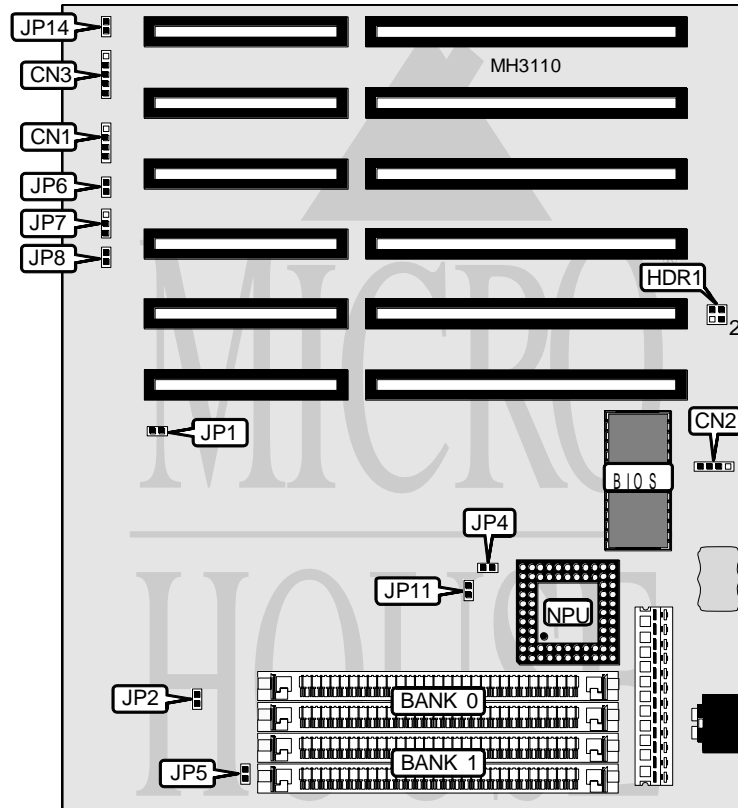 JP14
MH3110
CN3
CN1
JP6
JP7
JP8
HDR1
2
MICRO
JP1
CN2
BIOS
JP4
JP11
NPU
HOUSE
JP2
BANK 0
BANK 1
JP5